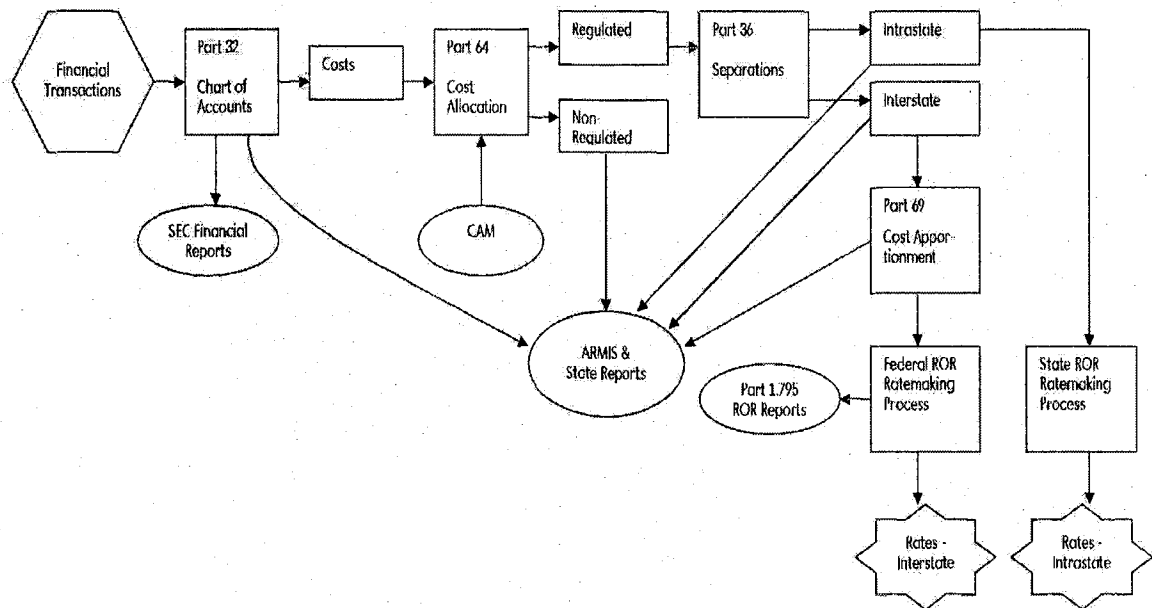 Financial
Transactions
Part 32
Chart of
Accounts
Costs
Part 64
Cost
Allocation
Regulated
Non-
Regulated
Part 36
Separations
Intrastate
Interstate
SEC Financial
Reports
CAM
Part 69
Cost Appor-
tionment
ARMIS &
State Reports
Part 1.795
ROR Reports
Federal ROR
Ratemaking
Process
State ROR
Ratemaking
Process
Rates -
Interstate
Rates -
Intrastate